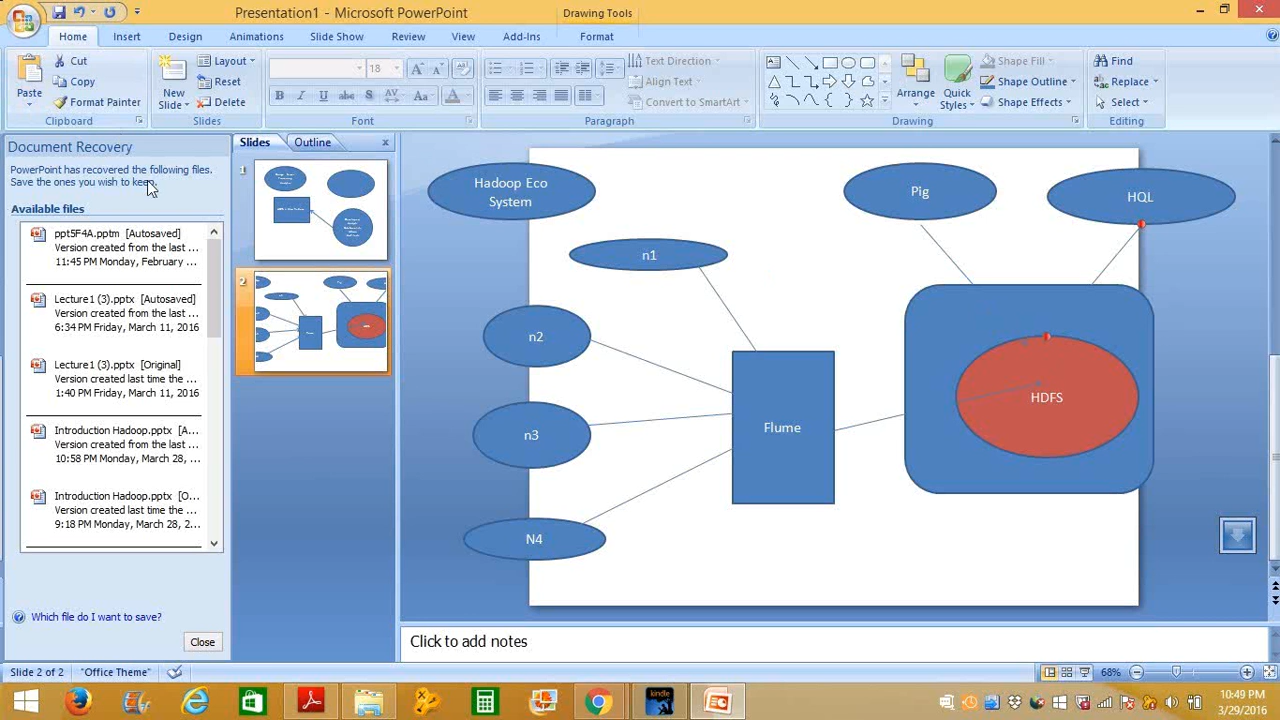 Presentation1 - Microsoft PowerPoint
Drawing Tools
Home Insert Design Animations Slide Show Review View Add-Ins Format
Paste
Cut
Copy
Format Painter
Clipboard
New
Slide
Layout
Reset
Delete
Slides
18
B I U abc S AV Aa A
Font
Text Direction
Align Text
Convert to SmartArt
Paragraph
Arrange
Quick
Styles
Shape Fill
Shape Outline
Shape Effects
Drawing
Find
Replace
Select
Editing
Document Recovery
PowerPoint has recovered the following files.
Save the ones you wish to keep.
Available files
ppt5F4A.pptm [Autosaved]
Version created from the last ...
11:45 PM Monday, February ...
Lecture1 (3).pptx [Autosaved]
Version created from the last ...
6:34 PM Friday, March 11, 2016
Lecture1 (3).pptx [Original]
Version created last time the ...
1:40 PM Friday, March 11, 2016
Introduction Hadoop.pptx [A...
Version created from the last ...
10:58 PM Monday, March 28, ...
Introduction Hadoop.pptx [O...
Version created last time the ...
9:18 PM Monday, March 28, 2...
Which file do I want to save?
Close
Slides Outline
1
2
Hadoop Eco
System
Pig
HQL
n1
n2
n3
N4
Flume
HDFS
Click to add notes
Slide 2 of 2
"Office Theme"
68%
kindle
10:49 PM
3/29/2016